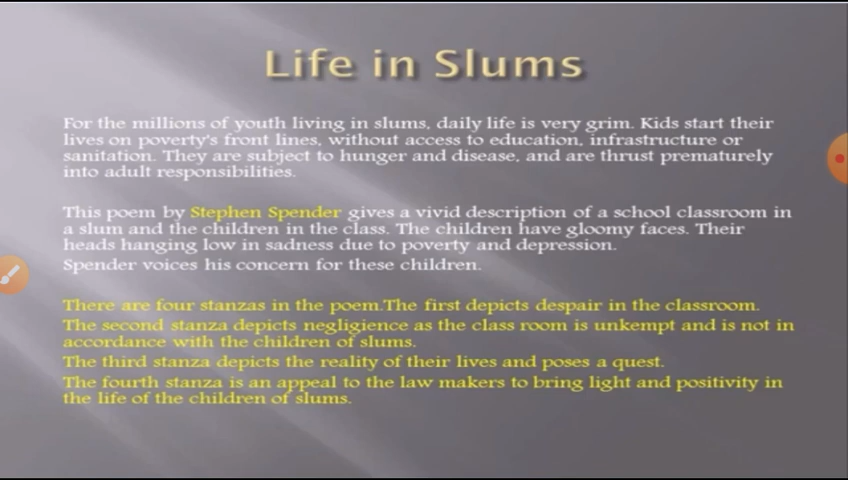 Life in Slums
For the millions of youth living in slums, daily life is very grim. Kids start their
lives on poverty's front lines, without access to education, infrastructure or
sanitation. They are subject to hunger and disease, and are thrust prematurely
into adult responsibilities.
This poem by Stephen Spender gives a vivid description of a school classroom in
a slum and the children in the class. The children have gloomy faces. Their
heads hanging low in sadness due to poverty and depression.
Spender voices his concern for these children.
There are four stanzas in the poem.The first depicts despair in the classroom.
The second stanza depicts negligience as the class room is unkempt and is not in
accordance with the children of slums.
The third stanza depicts the reality of their lives and poses a quest.
The fourth stanza is an appeal to the law makers to bring light and positivity in
the life of the children of slums.